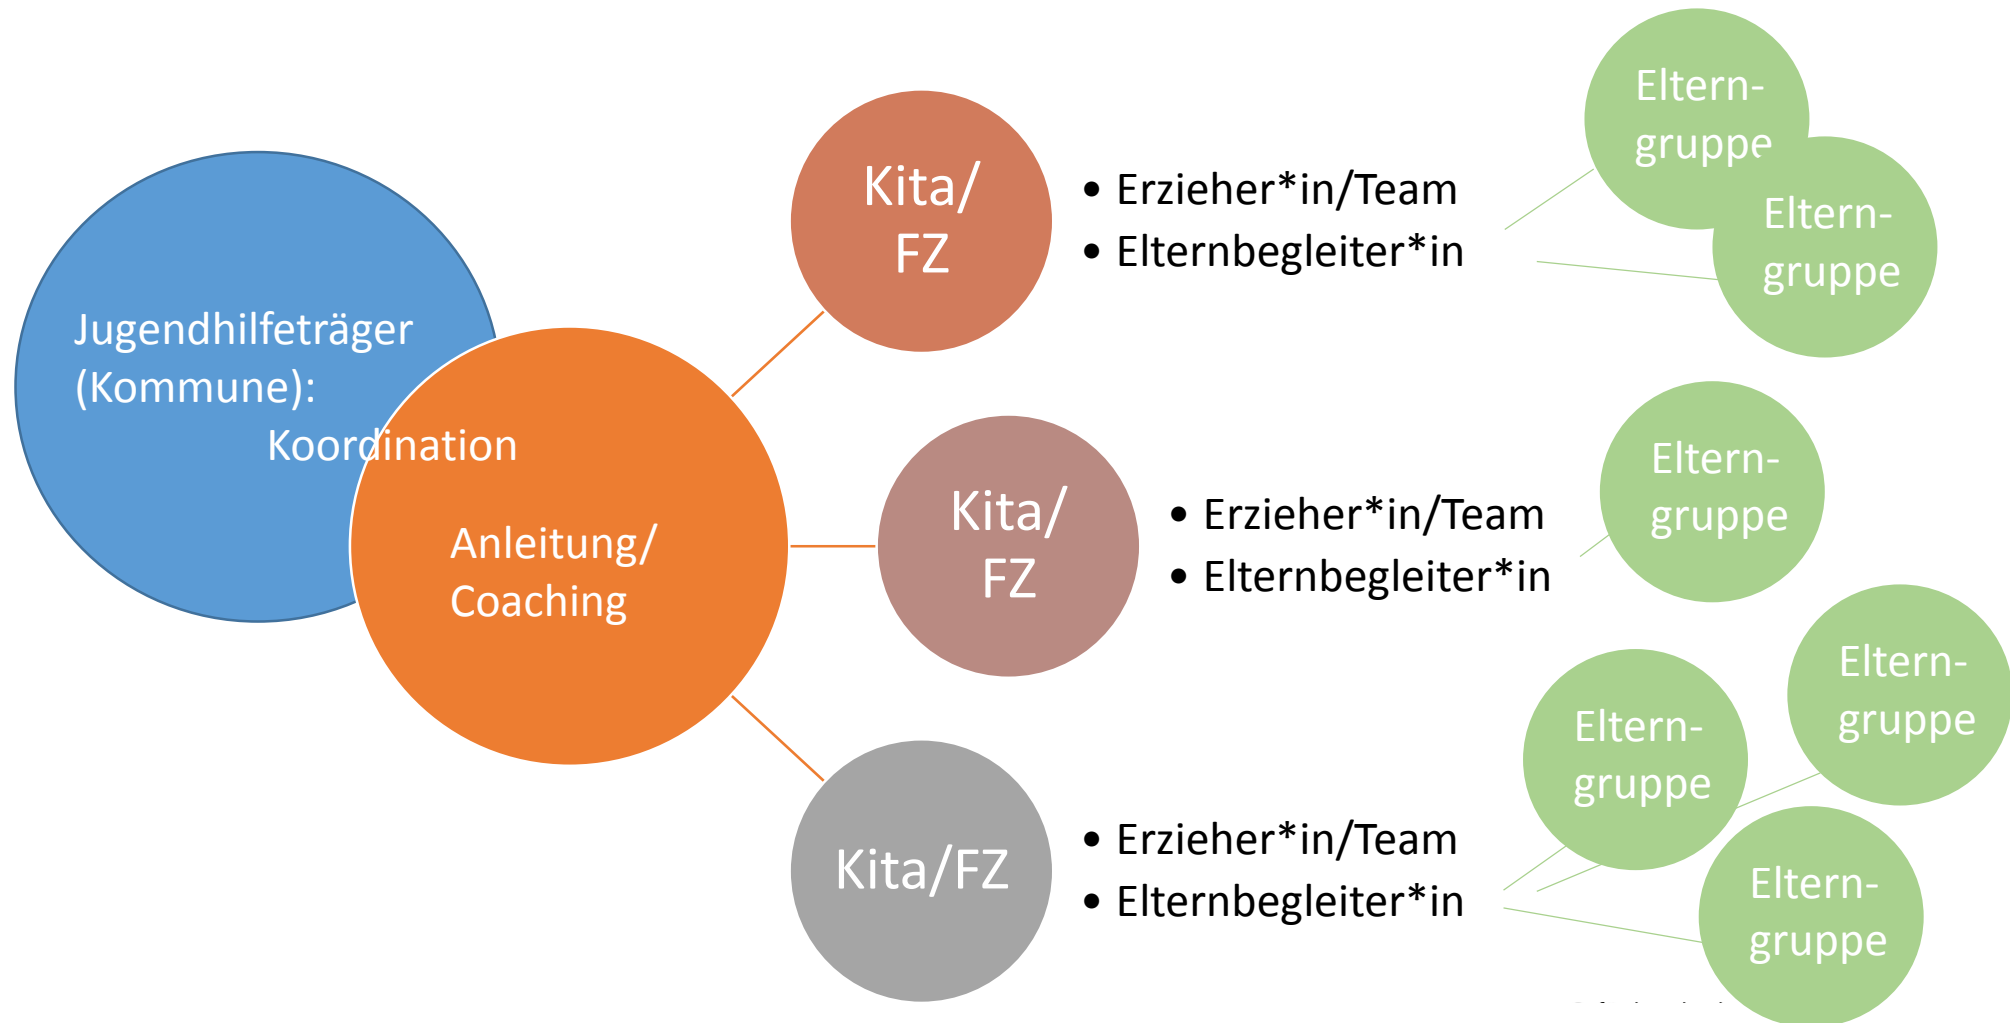 Jugendhilfeträger
(Kommune):
Koordination
Anleitung/
Coaching
Kita/
FZ
• Erzieher*in/Team
• Elternbegleiter*in
Eltern-
gruppe
Eltern-
gruppe
Kita/
FZ
• Erzieher*in/Team
• Elternbegleiter*in
Eltern-
gruppe
Kita/FZ
• Erzieher*in/Team
• Elternbegleiter*in
Eltern-
gruppe
Eltern-
gruppe
Eltern-
gruppe